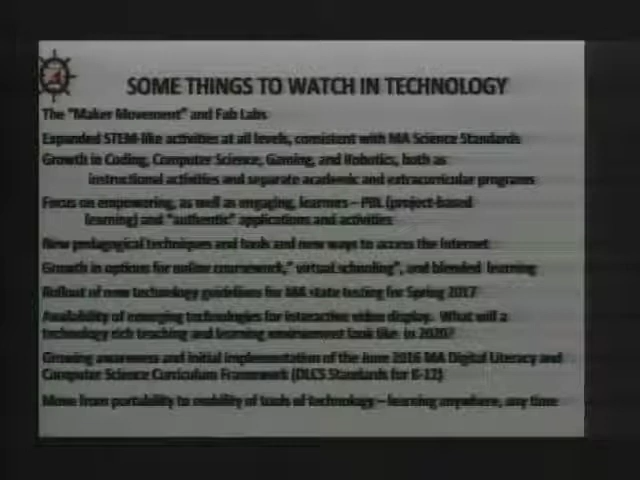 SOME THINGS TO WATCH IN TECHNOLOGY
The "Maker Movement" and Fab Labs
Expanded STEM-like activities at all levels, consistent with MA Science Standards
Growth in Coding, Computer Science, Gaming, and Robotics, both as
instructional activities and separate academic and extracurricular programs
Focus on empowering, as well as engaging, learners – PBL (project-based
learning) and "authentic" applications and activities
New pedagogical techniques and tools and new ways to access the Internet
Growth in options for online coursework," virtual schooling", and blended learning
Rollout of new technology guidelines for MA state testing for Spring 2017
Availability of emerging technologies for interactive video display. What will a
technology rich teaching and learning environment look like in 2020?
Growing awareness and initial implementation of the June 2016 MA Digital Literacy and
Computer Science Curriculum Framework (DLCS Standards for K-12)
Move from portability to mobility of tools of technology – learning anywhere, any time